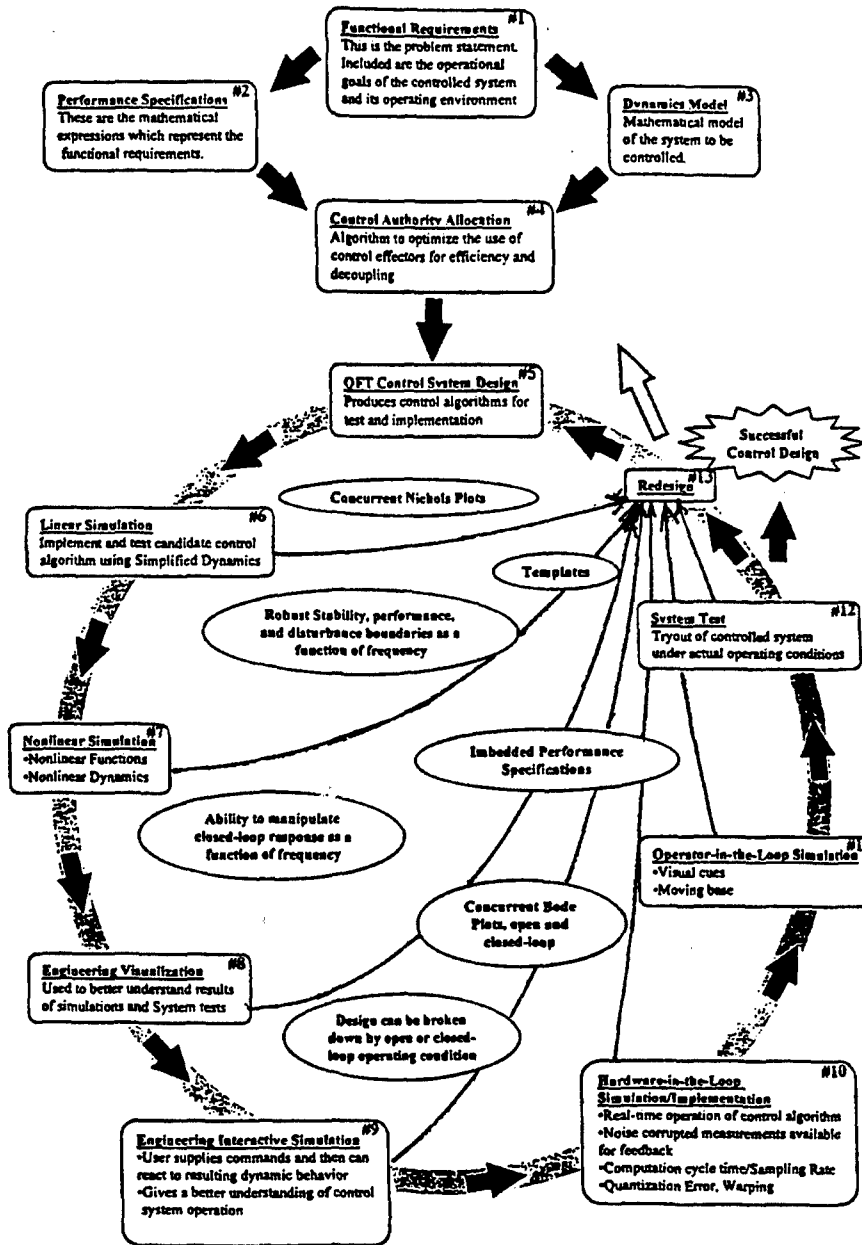 Functional Requirements #1
This is the problem statement.
Included are the operational
goals of the controlled system
and its operating environment
Performance Specifications #2
These are the mathematical
expressions which represent the
functional requirements.
Dynamics Model #3
Mathematical model
of the system to be
controlled.
Control Authority Allocation
Algorithm to optimize the use of
control effectors for efficiency and
decoupling
QFT Control System Design #5
Produces control algorithms for
test and implementation
Successful
Control Design
Redesign #13
Concurrent Nichols Plots
Linear Simulation #6
Implement and test candidate control
algorithm using Simplified Dynamics
Templates
Robust Stability, performance,
and disturbance boundaries as a
function of frequency
System Test #12
Tryout of controlled system
under actual operating conditions
Nonlinear Simulation #7
•Nonlinear Functions
•Nonlinear Dynamics
Imbedded Performance
Specifications
Ability to manipulate
closed-loop response as a
function of frequency
Operator-in-the-Loop Simulation #1
•Visual cues
•Moving base
Concurrent Bode
Plots, open and
closed-loop
Engineering Visualization #8
Used to better understand results
of simulations and System tests
Design can be broken
down by open or closed-
loop operating condition
Hardware-in-the-Loop #10
Simulation/Implementation
•Real-time operation of control algorithm
•Noise corrupted measurements available
for feedback
•Computation cycle time/Sampling Rate
•Quantization Error, Warping
Engineering Interactive Simulation #9
•User supplies commands and then can
react to resulting dynamic behavior
•Gives a better understanding of control
system operation